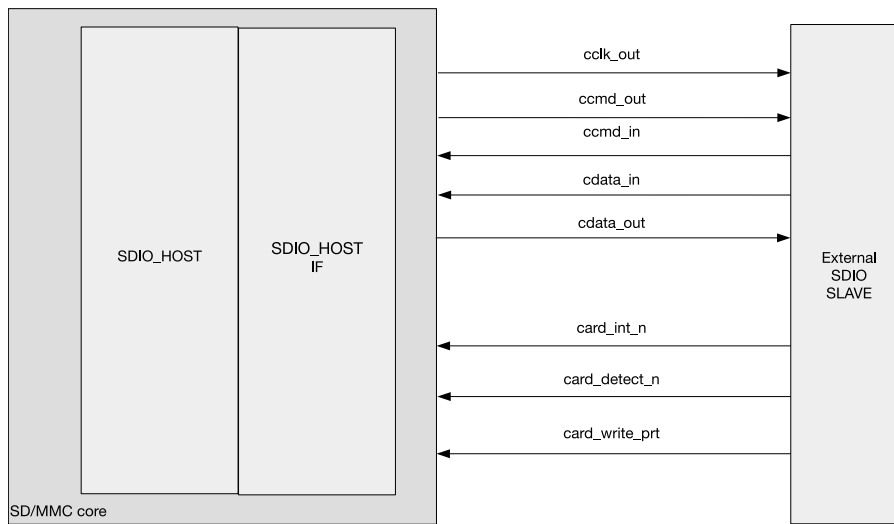 cclk_out
ccmd_out
ccmd_in
cdata_in
cdata_out
SDIO_HOST
SDIO_HOST
IF
External
SDIO
SLAVE
card_int_n
card_detect_n
card_write_prt
SD/MMC core